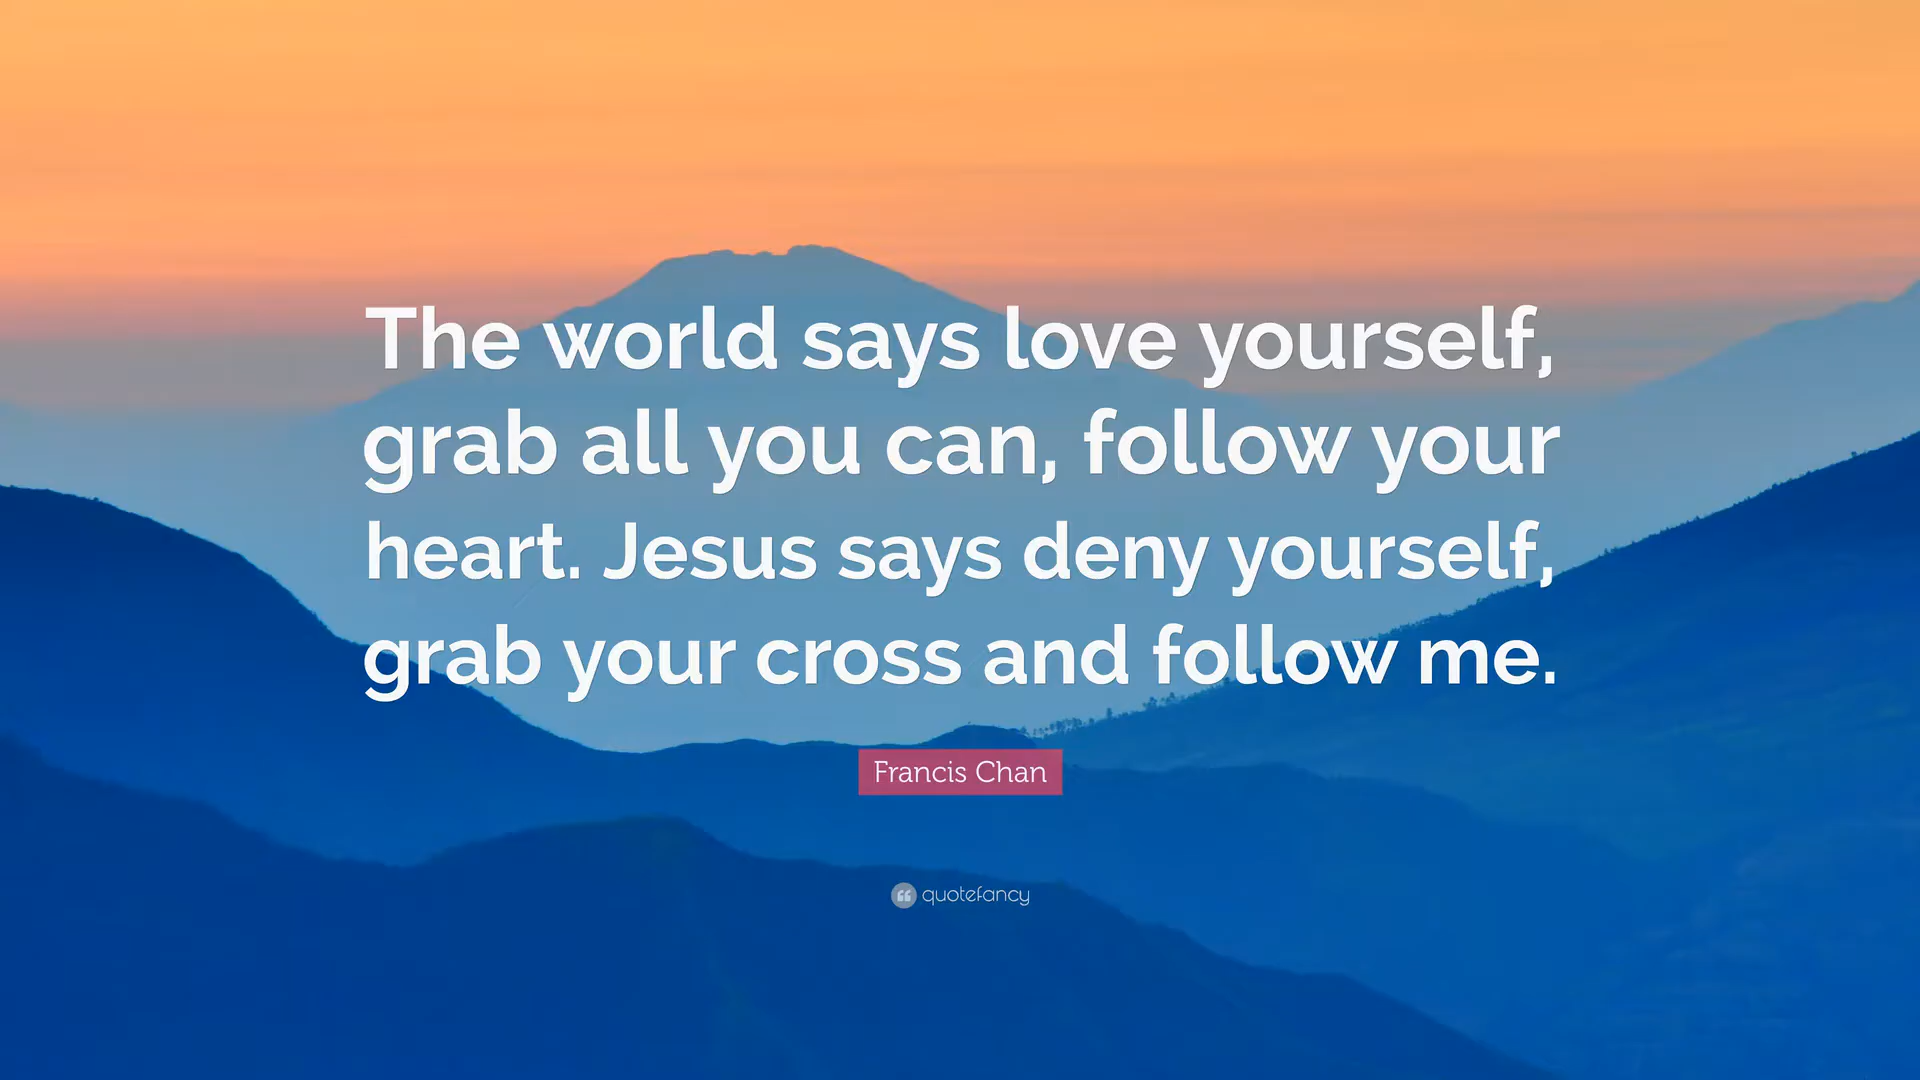 The world says love yourself,
grab all you can, follow your
heart. Jesus says deny yourself,
grab your cross and follow me.
Francis Chan
quotefancy